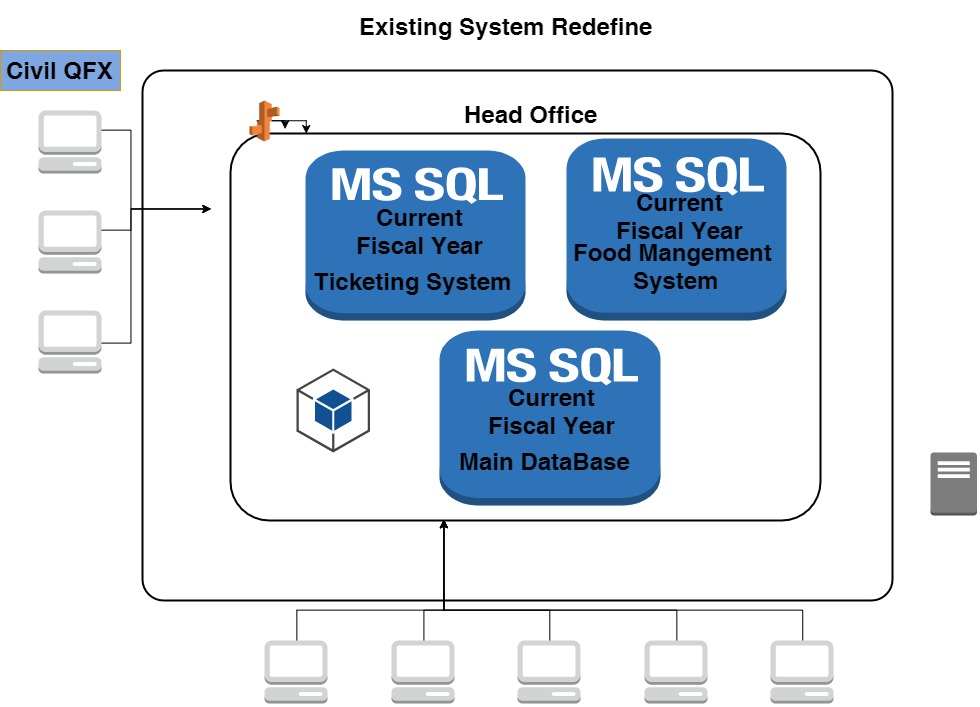 Existing System Redefine
Civil QFX
Head Office
MS SQL
Current
Fiscal Year
Ticketing System
MS SQL
Current
Fiscal Year
Food Mangement
System
MS SQL
Current
Fiscal Year
Main DataBase